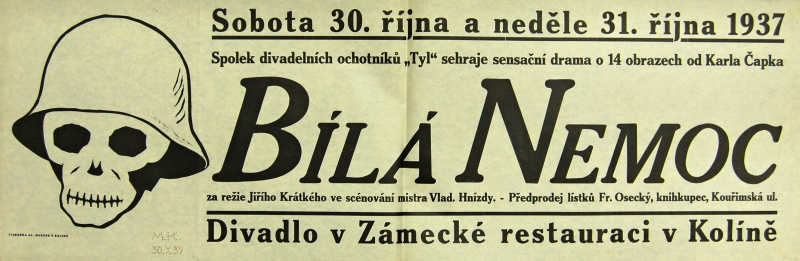 Sobota 30. října a neděle 31. října 1937
Spolek divadelních ochotníků „Tyl“ sehraje sensační drama o 14 obrazech od Karla Čapka
BÍLÁ NEMOC
za režie Jiřího Krátkého ve scénování mistra Vlad. Hnízdy. - Předprodej lístků Fr. Osecký, knihkupec, Kouřimská ul.
Divadlo v Zámecké restauraci v Kolíně